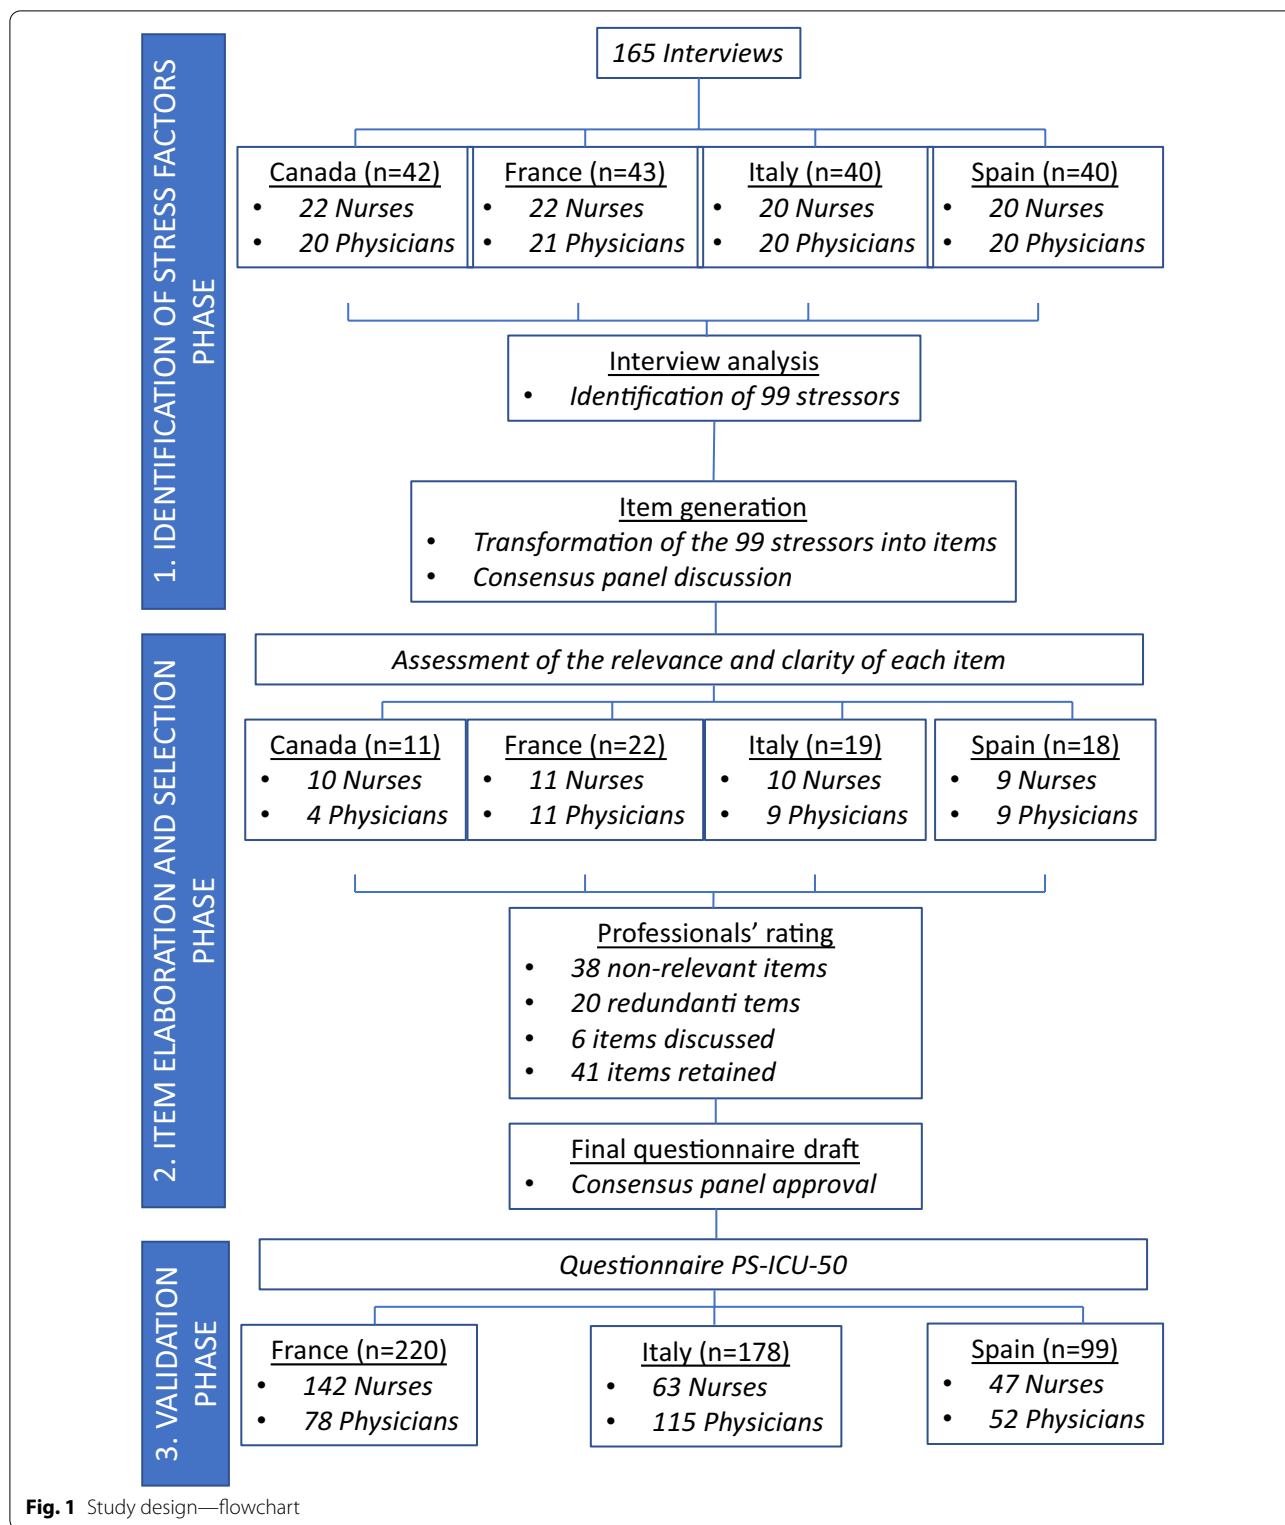 1. IDENTIFICATION OF STRESS FACTORS
PHASE
165 Interviews
Canada (n=42)
• 22 Nurses
• 20 Physicians
France (n=43)
• 22 Nurses
• 21 Physicians
Italy (n=40)
• 20 Nurses
• 20 Physicians
Spain (n=40)
• 20 Nurses
• 20 Physicians
Interview analysis
• Identification of 99 stressors
Item generation
• Transformation of the 99 stressors into items
• Consensus panel discussion
2. ITEM ELABORATION AND SELECTION
PHASE
Assessment of the relevance and clarity of each item
Canada (n=11)
• 10 Nurses
• 4 Physicians
France (n=22)
• 11 Nurses
• 11 Physicians
Italy (n=19)
• 10 Nurses
• 9 Physicians
Spain (n=18)
• 9 Nurses
• 9 Physicians
Professionals’ rating
• 38 non-relevant items
• 20 redundanti tems
• 6 items discussed
• 41 items retained
Final questionnaire draft
• Consensus panel approval
3. VALIDATION
PHASE
Questionnaire PS-ICU-50
France (n=220)
• 142 Nurses
• 78 Physicians
Italy (n=178)
• 63 Nurses
• 115 Physicians
Spain (n=99)
• 47 Nurses
• 52 Physicians
Fig. 1 Study design—flowchart